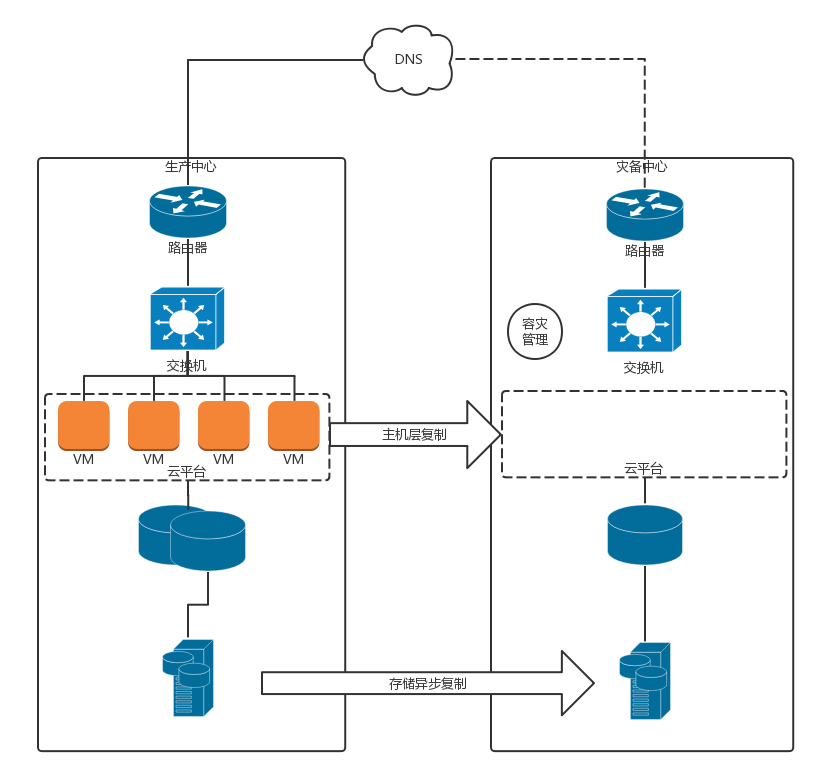 DNS
生产中心
灾备中心
路由器
路由器
容灾
管理
交换机
交换机
VM
VM
VM
VM
云平台
主机层复制
云平台
存储异步复制